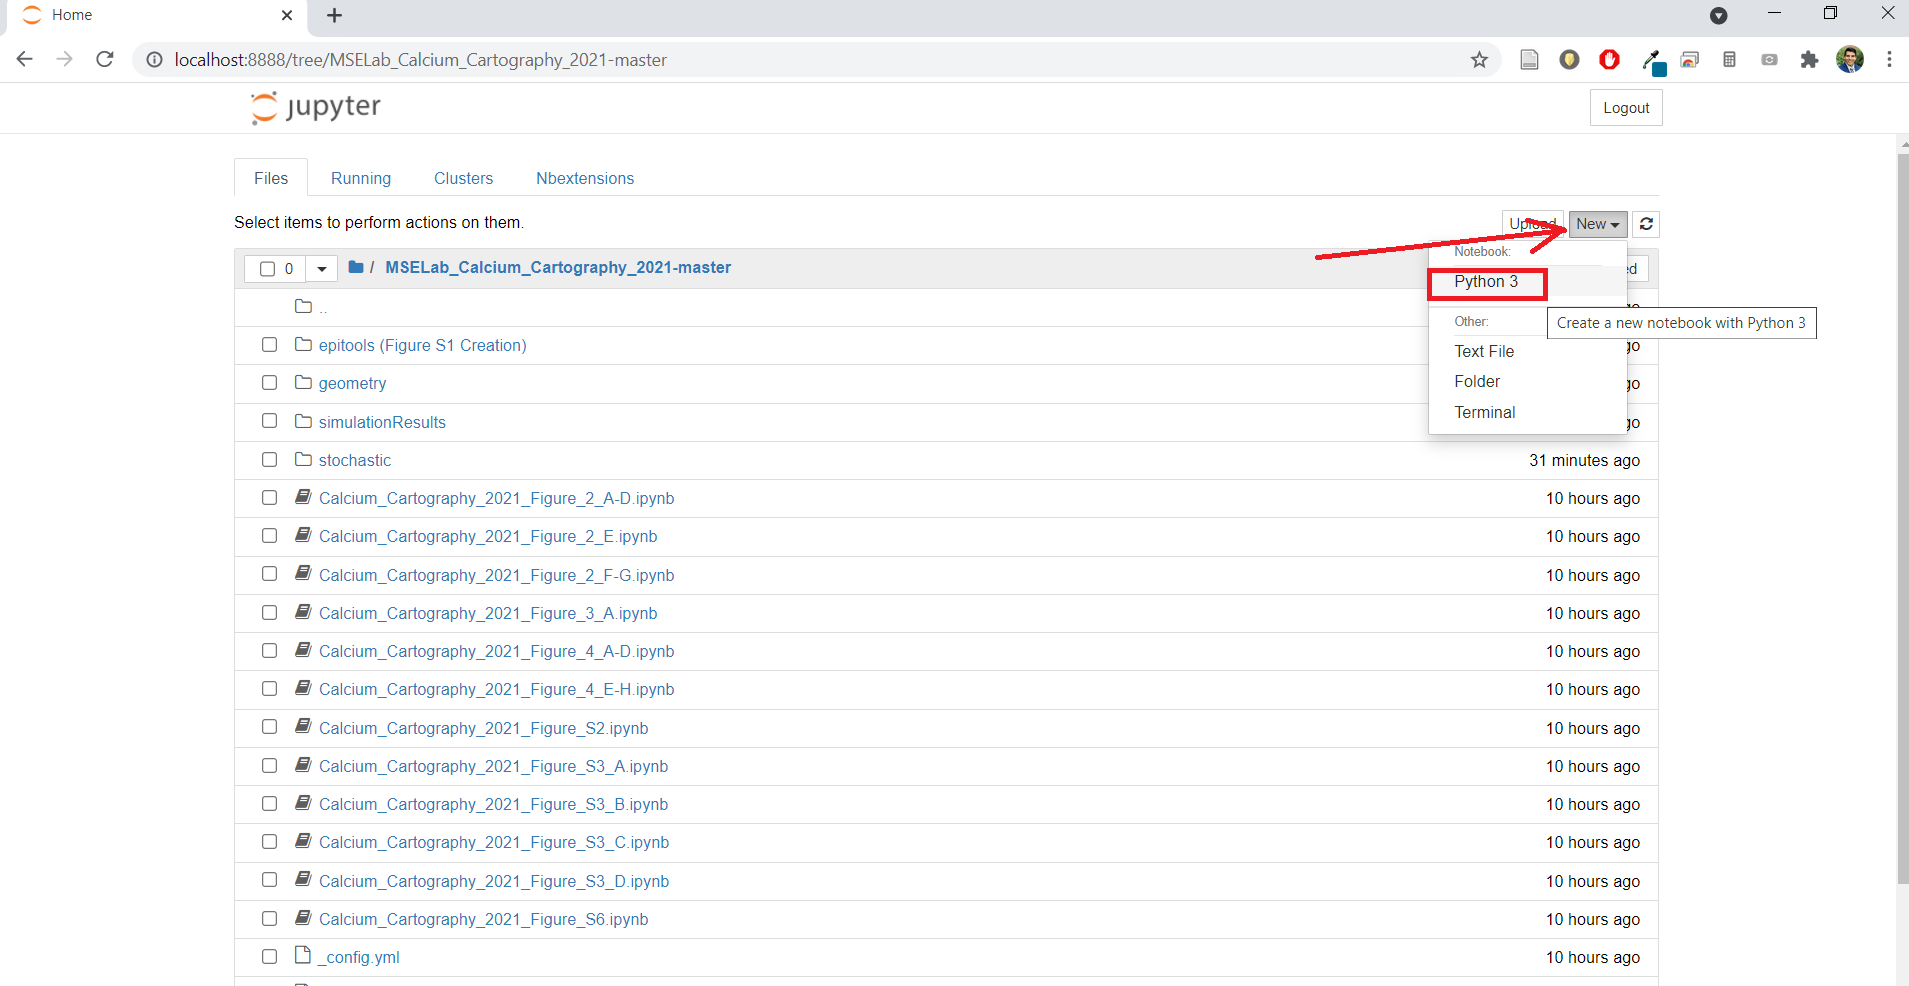 Home
localhost:8888/tree/MSELab_Calcium_Cartography_2021-master
jupyter
Logout
Files Running Clusters Nbextensions
Select items to perform actions on them.
Upload New
0 / MSELab_Calcium_Cartography_2021-master
Notebook:
Python 3
Create a new notebook with Python 3
Other:
Text File
Folder
Terminal
..
epitools (Figure S1 Creation)
geometry
simulationResults
stochastic 31 minutes ago
Calcium_Cartography_2021_Figure_2_A-D.ipynb 10 hours ago
Calcium_Cartography_2021_Figure_2_E.ipynb 10 hours ago
Calcium_Cartography_2021_Figure_2_F-G.ipynb 10 hours ago
Calcium_Cartography_2021_Figure_3_A.ipynb 10 hours ago
Calcium_Cartography_2021_Figure_4_A-D.ipynb 10 hours ago
Calcium_Cartography_2021_Figure_4_E-H.ipynb 10 hours ago
Calcium_Cartography_2021_Figure_S2.ipynb 10 hours ago
Calcium_Cartography_2021_Figure_S3_A.ipynb 10 hours ago
Calcium_Cartography_2021_Figure_S3_B.ipynb 10 hours ago
Calcium_Cartography_2021_Figure_S3_C.ipynb 10 hours ago
Calcium_Cartography_2021_Figure_S3_D.ipynb 10 hours ago
Calcium_Cartography_2021_Figure_S6.ipynb 10 hours ago
_config.yml 10 hours ago